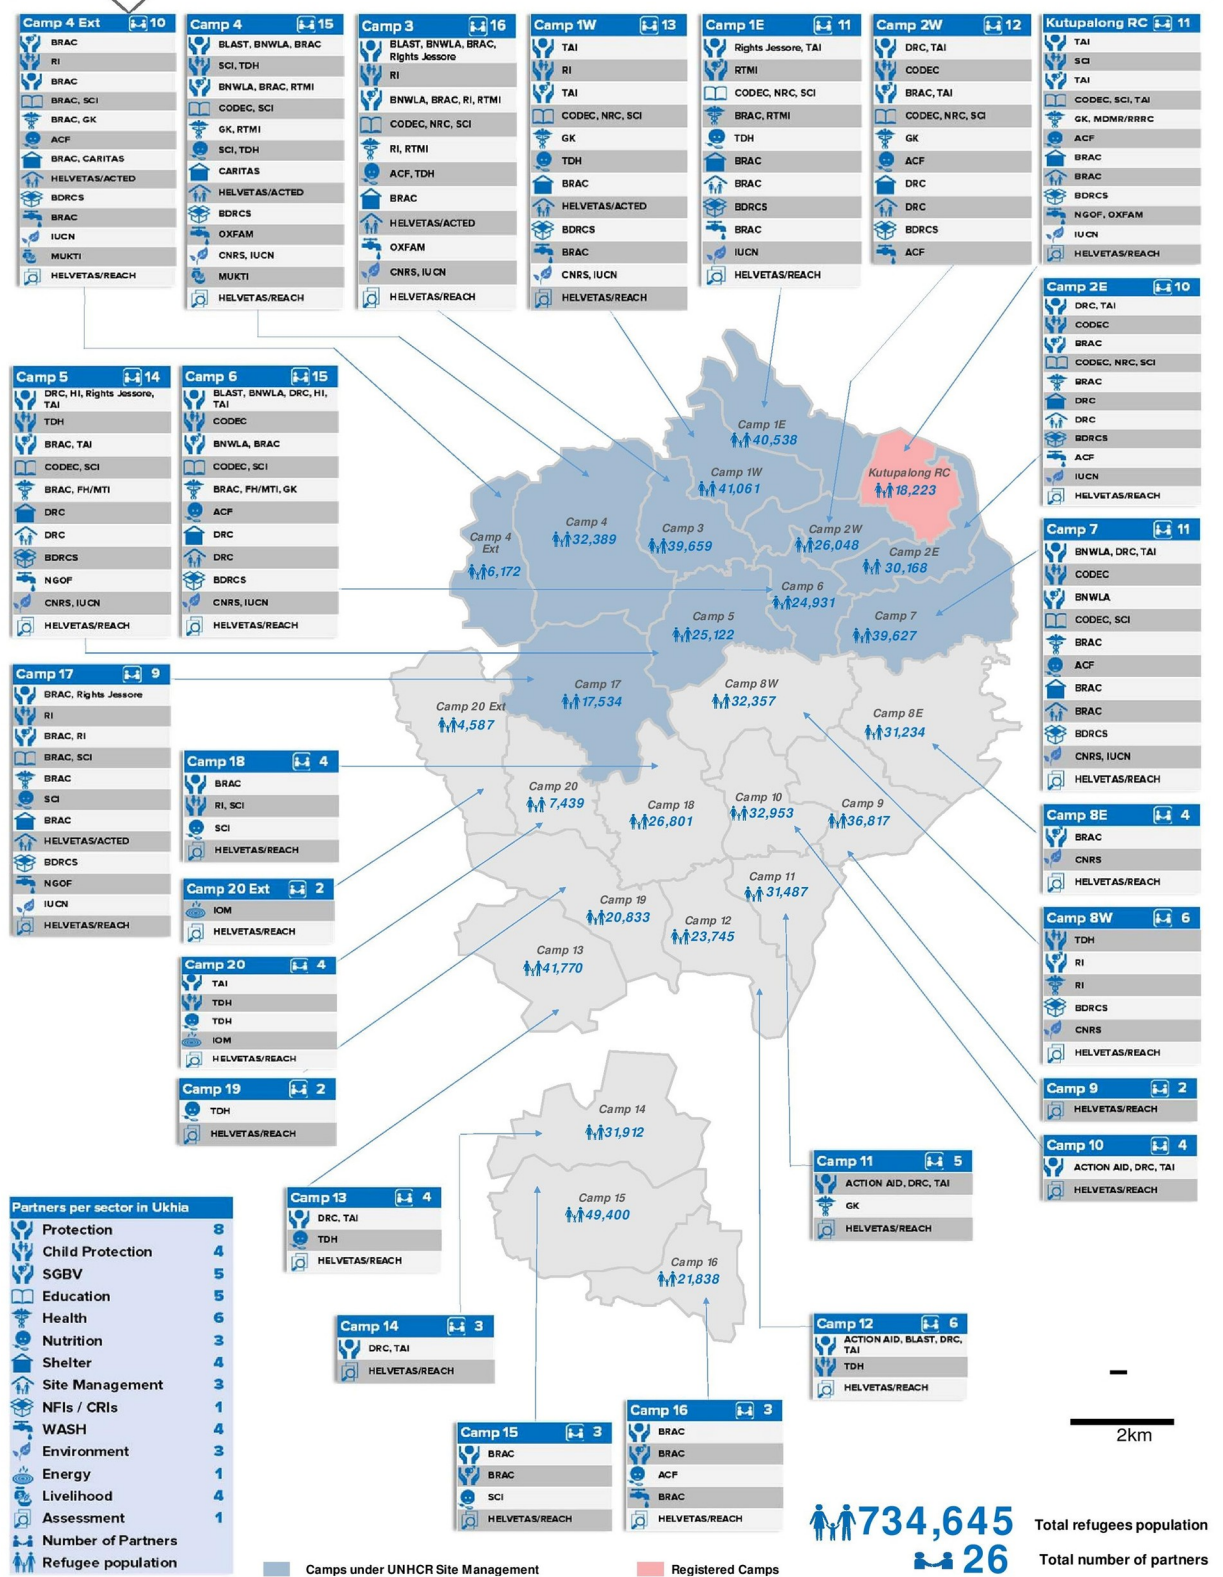 Camp 4 Ext 10
BRAC
RI
BRAC
BRAC, SCI
BRAC, GK
ACF
BRAC, CARITAS
HELVETAS/ACTED
BDRCS
BRAC
IUCN
MUKTI
HELVETAS/REACH
Camp 4 15
BLAST, BNWLA, BRAC
SCI, TDH
BNWLA, BRAC, RTMI
CODEC, SCI
GK, RTMI
SCI, TDH
CARITAS
HELVETAS/ACTED
BDRCS
OXFAM
CNRS, IUCN
MUKTI
HELVETAS/REACH
Camp 3 16
BLAST, BNWLA, BRAC,
Rights Jessore
RI
BNWLA, BRAC, RI, RTMI
CODEC, NRC, SCI
RI, RTMI
ACF, TDH
BRAC
HELVETAS/ACTED
OXFAM
CNRS, IUCN
HELVETAS/REACH
Camp 1W 13
TAI
RI
TAI
CODEC, NRC, SCI
GK
TDH
BRAC
HELVETAS/ACTED
BDRCS
BRAC
CNRS, IUCN
HELVETAS/REACH
Camp 1E 11
Rights Jessore, TAI
RTMI
CODEC, NRC, SCI
BRAC, RTMI
TDH
BRAC
BRAC
BDRCS
BRAC
IUCN
HELVETAS/REACH
Camp 2W 12
DRC, TAI
CODEC
BRAC, TAI
CODEC, NRC, SCI
GK
ACF
DRC
DRC
BDRCS
ACF
Kutupalong RC 11
TAI
SCI
TAI
CODEC, SCI, TAI
GK, MDMR/RRRC
ACF
BRAC
BRAC
BDRCS
NGOF, OXFAM
IUCN
HELVETAS/REACH
Camp 2E 10
DRC, TAI
CODEC
BRAC
CODEC, NRC, SCI
BRAC
DRC
DRC
BDRCS
ACF
IUCN
HELVETAS/REACH
Camp 5 14
DRC, HI, Rights Jessore,
TAI
TDH
BRAC, TAI
CODEC, SCI
BRAC, FH/MTI
DRC
DRC
BDRCS
NGOF
CNRS, IUCN
HELVETAS/REACH
Camp 6 15
BLAST, BNWLA, DRC, HI,
TAI
CODEC
BNWLA, BRAC
CODEC, SCI
BRAC, FH/MTI, GK
ACF
DRC
DRC
BDRCS
CNRS, IUCN
HELVETAS/REACH
Camp 7 11
BNWLA, DRC, TAI
CODEC
BNWLA
CODEC, SCI
BRAC
ACF
BRAC
BRAC
BDRCS
CNRS, IUCN
HELVETAS/REACH
Camp 1E
40,538
Camp 1W
41,061
Kutupalong RC
18,223
Camp 4
32,389
Camp 3
39,659
Camp 2W
26,048
Camp 4
Ext
6,172
Camp 2E
30,168
Camp 6
24,931
Camp 5
25,122
Camp 7
39,627
Camp 17
17,534
Camp 8W
32,357
Camp 20 Ext
4,587
Camp 8E
31,234
Camp 20
7,439
Camp 18
26,801
Camp 10
32,953
Camp 9
36,817
Camp 11
31,487
Camp 19
20,833
Camp 12
23,745
Camp 13
41,770
Camp 14
31,912
Camp 15
49,400
Camp 16
21,838
Camp 17 9
BRAC, Rights Jessore
RI
BRAC, RI
BRAC, SCI
BRAC
SCI
BRAC
HELVETAS/ACTED
BDRCS
NGOF
IUCN
HELVETAS/REACH
Camp 18 4
BRAC
RI, SCI
SCI
HELVETAS/REACH
Camp 20 Ext 2
IOM
HELVETAS/REACH
Camp 20 4
TAI
TDH
TDH
IOM
HELVETAS/REACH
Camp 19 2
TDH
HELVETAS/REACH
Camp 8E 4
BRAC
CNRS
HELVETAS/REACH
Camp 8W 6
TDH
RI
RI
BDRCS
CNRS
HELVETAS/REACH
Camp 9 2
HELVETAS/REACH
Camp 10 4
ACTION AID, DRC, TAI
HELVETAS/REACH
Camp 11 5
ACTION AID, DRC, TAI
GK
HELVETAS/REACH
Camp 13 4
DRC, TAI
TDH
HELVETAS/REACH
Camp 14 3
DRC, TAI
HELVETAS/REACH
Camp 12 6
ACTION AID, BLAST, DRC,
TAI
TDH
HELVETAS/REACH
Camp 15 3
BRAC
BRAC
SCI
HELVETAS/REACH
Camp 16 3
BRAC
BRAC
ACF
BRAC
HELVETAS/REACH
Partners per sector in Ukhia
Protection 8
Child Protection 4
SGBV 5
Education 5
Health 6
Nutrition 3
Shelter 4
Site Management 3
NFIs / CRIs 1
WASH 4
Environment 3
Energy 1
Livelihood 4
Assessment 1
Number of Partners
Refugee population
2km
734,645 Total refugees population
26 Total number of partners
Camps under UNHCR Site Management
Registered Camps